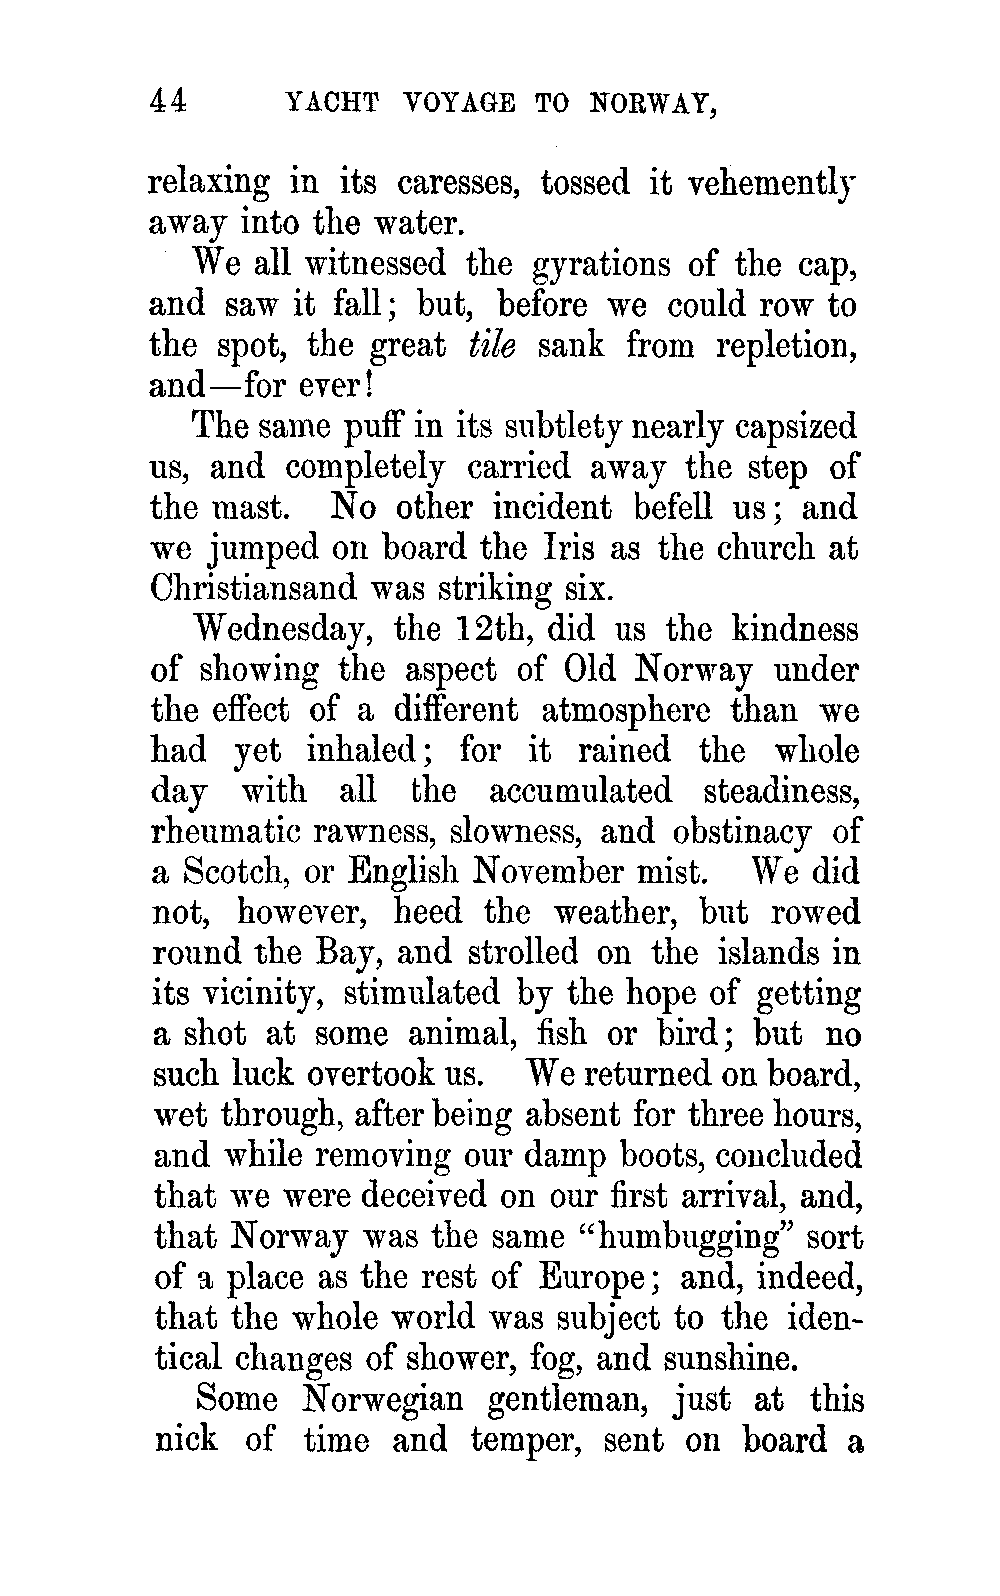 44 YACHT VOYAGE TO NORWAY,
relaxing in its caresses, tossed it vehemently
away into the water.
We all witnessed the gyrations of the cap,
and saw it fall; but, before we could row to
the spot, the great tile sank from repletion,
and—for ever!
The same puff in its subtlety nearly capsized
us, and completely carried away the step of
the mast. No other incident befell us; and
we jumped on board the Iris as the church at
Christiansand was striking six.
Wednesday, the 12th, did us the kindness
of showing the aspect of Old Norway under
the effect of a different atmosphere than we
had yet inhaled; for it rained the whole
day with all the accumulated steadiness,
rheumatic rawness, slowness, and obstinacy of
a Scotch, or English November mist. We did
not, however, heed the weather, but rowed
round the Bay, and strolled on the islands in
its vicinity, stimulated by the hope of getting
a shot at some animal, fish or bird; but no
such luck overtook us. We returned on board,
wet through, after being absent for three hours,
and while removing our damp boots, concluded
that we were deceived on our first arrival, and,
that Norway was the same “humbugging” sort
of a place as the rest of Europe; and, indeed,
that the whole world was subject to the iden-
tical changes of shower, fog, and sunshine.
Some Norwegian gentleman, just at this
nick of time and temper, sent on board a